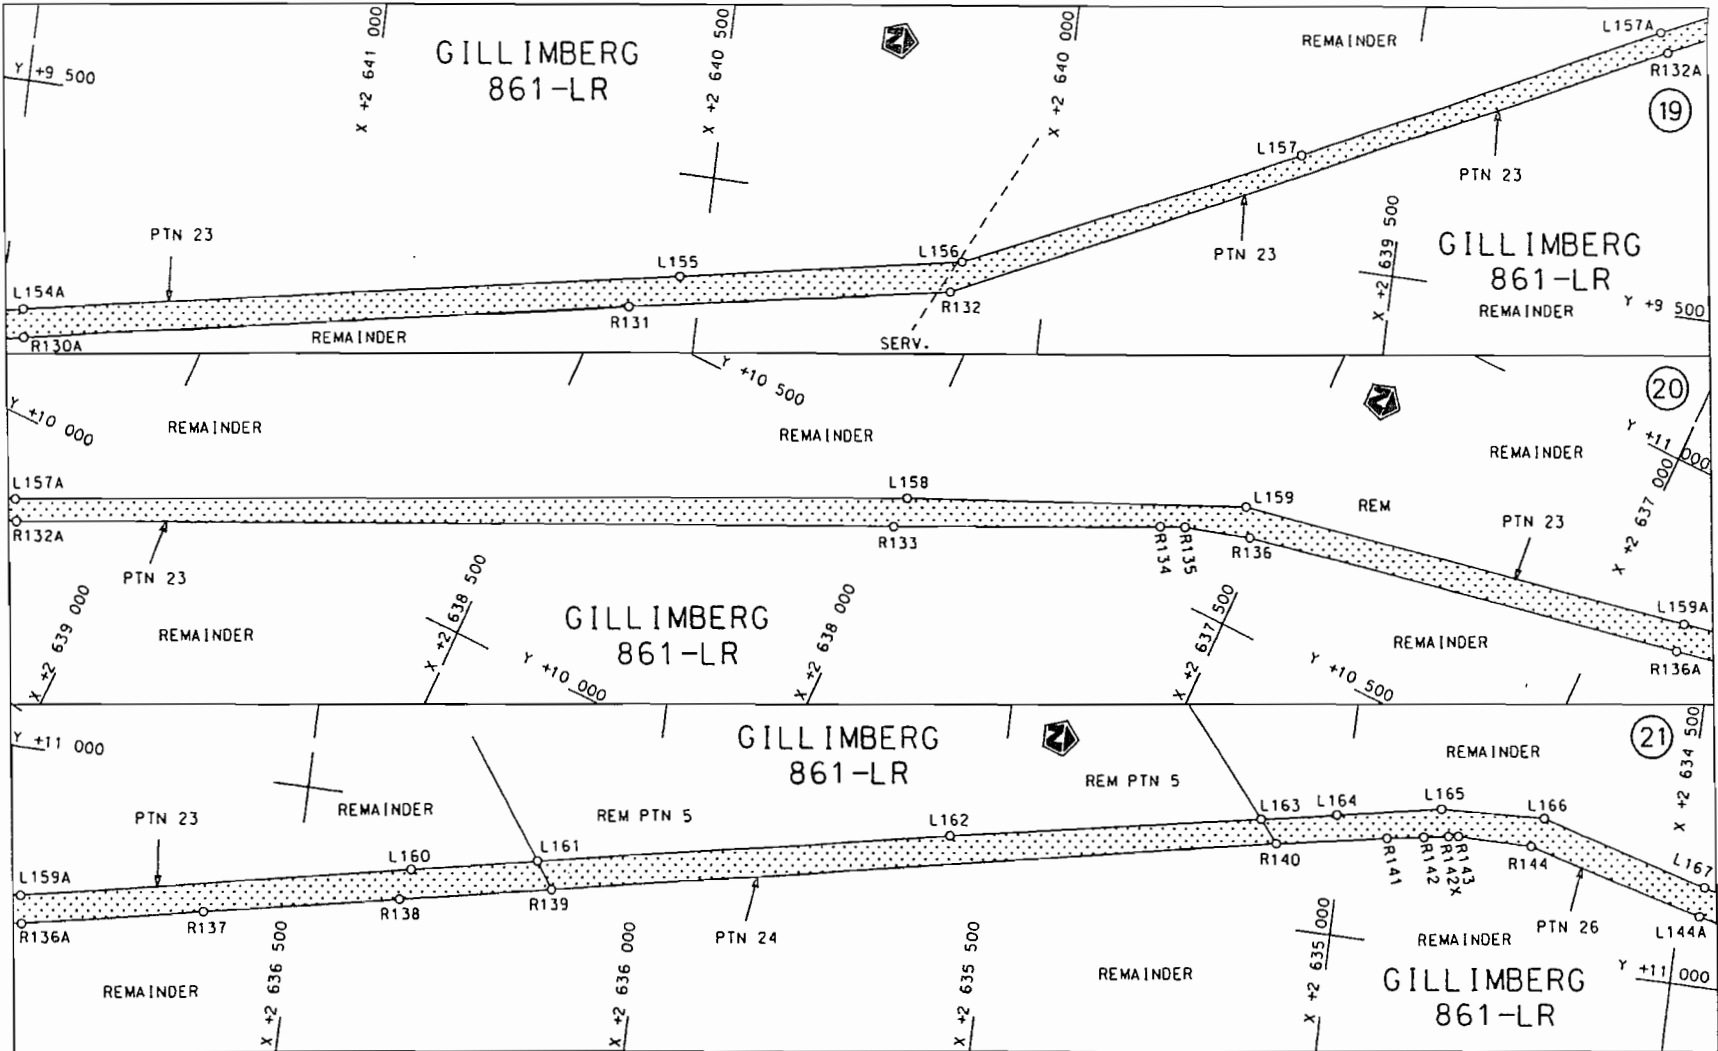 Y +9 500
X +2 641 000
GILLIMBERG
861-LR
X +2 640 500
N
X +2 640 000
REMAINDER
L157A
R132A
19
PTN 23
L154A
R130A
REMAINDER
R131
L155
L156
R132
SERV.
L157
PTN 23
PTN 23
X +2 639 500
GILLIMBERG
861-LR
REMAINDER
Y +9 500
Y +10 000
REMAINDER
Y +10 500
REMAINDER
N
20
REMAINDER
Y +11 000
X +2 637 000
L157A
R132A
PTN 23
L158
R133
R134
R135
L159
R136
REM
PTN 23
L159A
R136A
X +2 639 000
REMAINDER
X +2 638 500
GILLIMBERG
861-LR
Y +10 000
X +2 638 000
X +2 637 500
Y +10 500
REMAINDER
Y +11 000
GILLIMBERG
861-LR
N
REMAINDER
21
X +2 634 500
PTN 23
REMAINDER
REM PTN 5
REM PTN 5
L159A
R136A
R137
L160
R138
L161
R139
L162
PTN 24
L163
R140
L164
R141
R142
L165
R142X
R143
L166
R144
L167
L144A
PTN 26
REMAINDER
X +2 636 500
X +2 636 000
X +2 635 500
REMAINDER
X +2 635 000
REMAINDER
GILLIMBERG
861-LR
Y +11 000